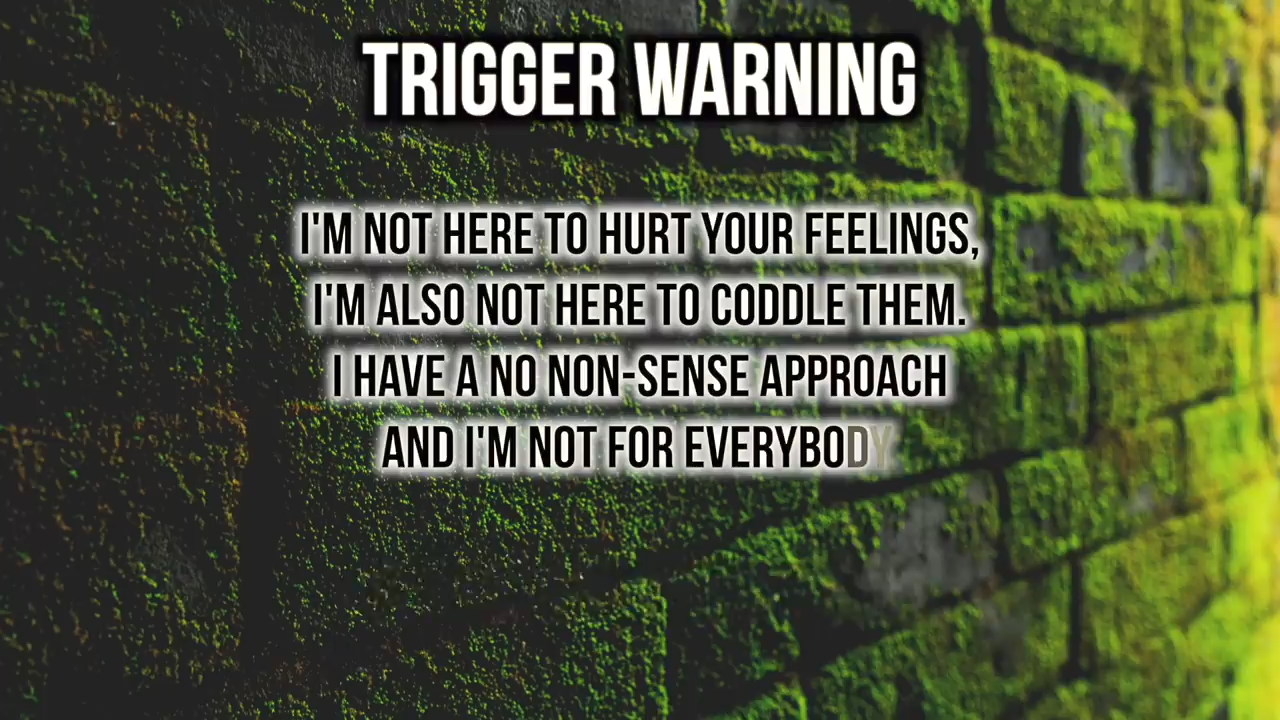 TRIGGER WARNING
I'M NOT HERE TO HURT YOUR FEELINGS,
I'M ALSO NOT HERE TO CODDLE THEM.
I HAVE A NO NON-SENSE APPROACH
AND I'M NOT FOR EVERYBODY